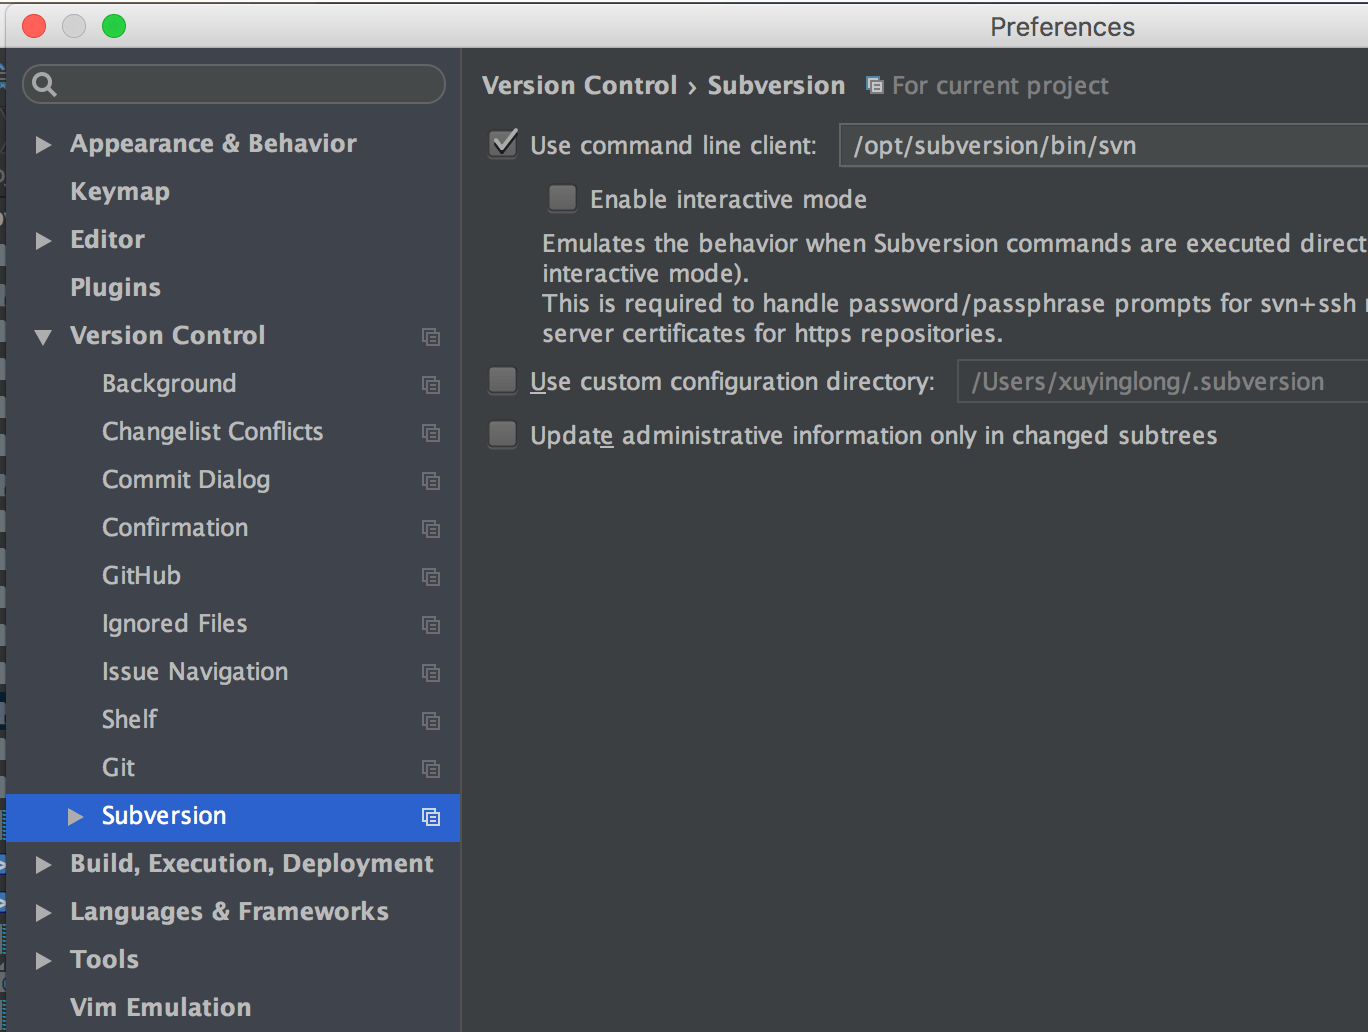 Preferences
Appearance & Behavior
Keymap
Editor
Plugins
Version Control
Background
Changelist Conflicts
Commit Dialog
Confirmation
GitHub
Ignored Files
Issue Navigation
Shelf
Git
Subversion
Build, Execution, Deployment
Languages & Frameworks
Tools
Vim Emulation
Version Control › Subversion For current project
Use command line client: /opt/subversion/bin/svn
Enable interactive mode
Emulates the behavior when Subversion commands are executed direct
interactive mode).
This is required to handle password/passphrase prompts for svn+ssh
server certificates for https repositories.
Use custom configuration directory: /Users/xuyinglong/.subversion
Update administrative information only in changed subtrees